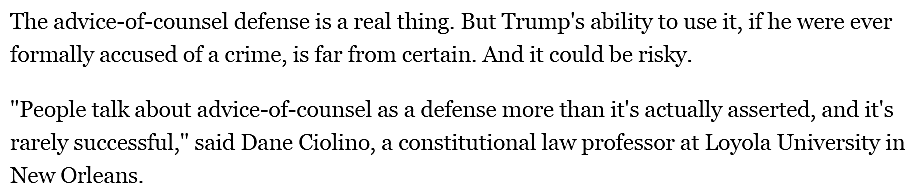 The advice-of-counsel defense is a real thing. But Trump's ability to use it, if he were ever
formally accused of a crime, is far from certain. And it could be risky.
"People talk about advice-of-counsel as a defense more than it's actually asserted, and it's
rarely successful," said Dane Ciolino, a constitutional law professor at Loyola University in
New Orleans.